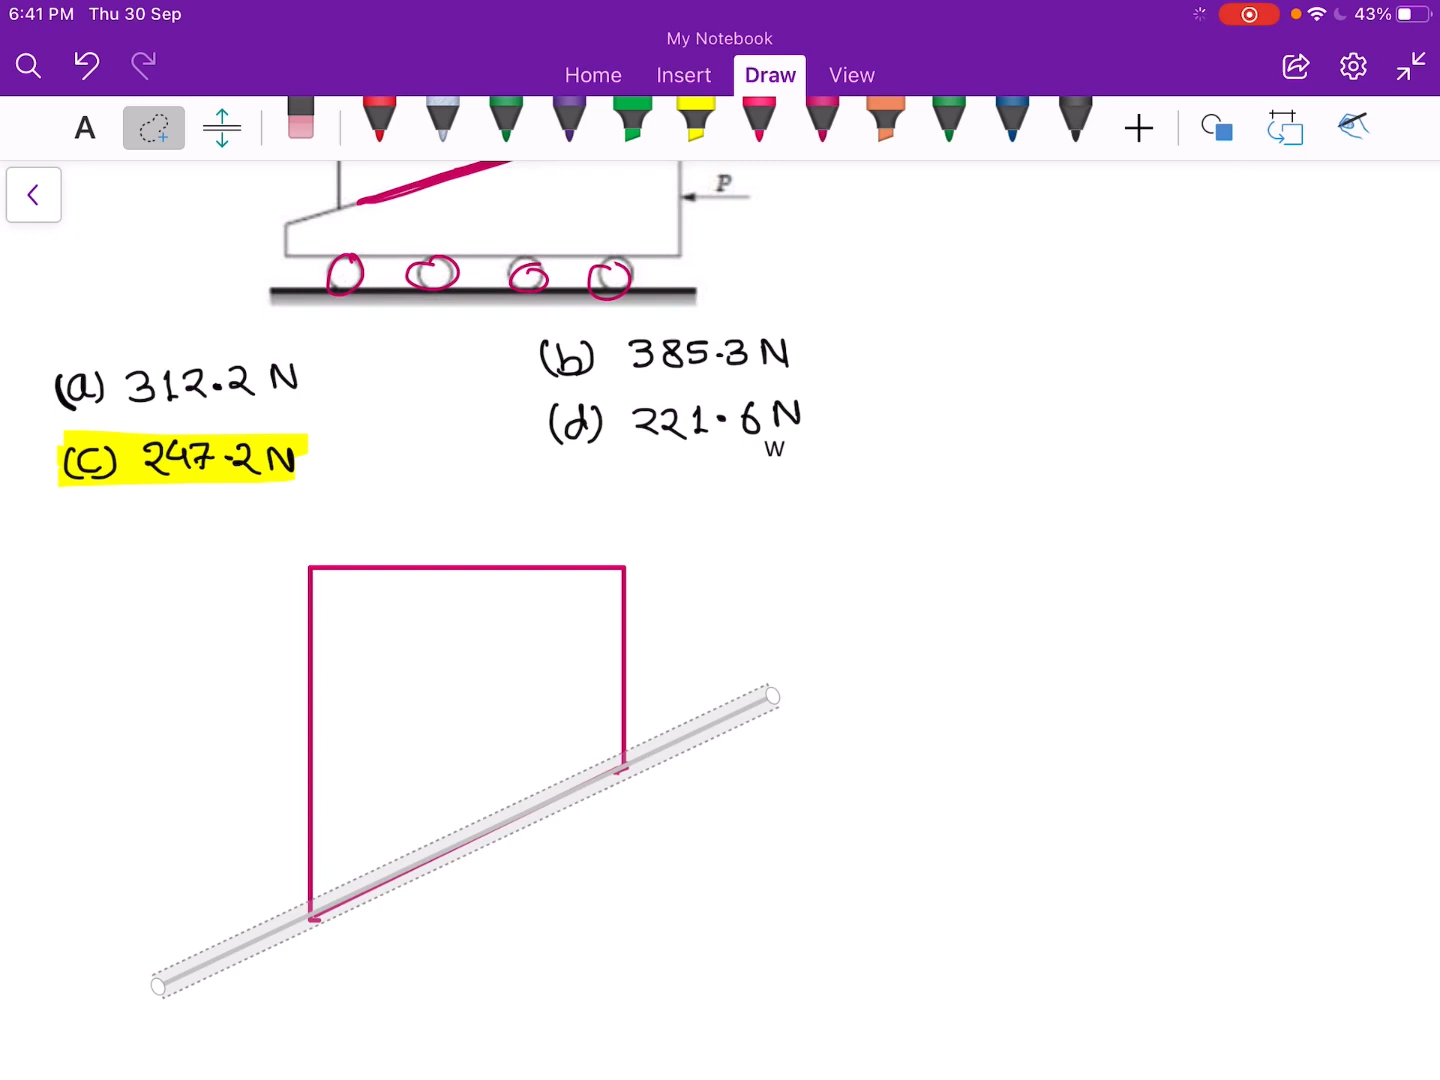 6:41 PM Thu 30 Sep
43%
My Notebook
Home Insert Draw View
A
P
(a) 312.2 N
(b) 385.3 N
(c) 247.2 N
(d) 221.6 N
W